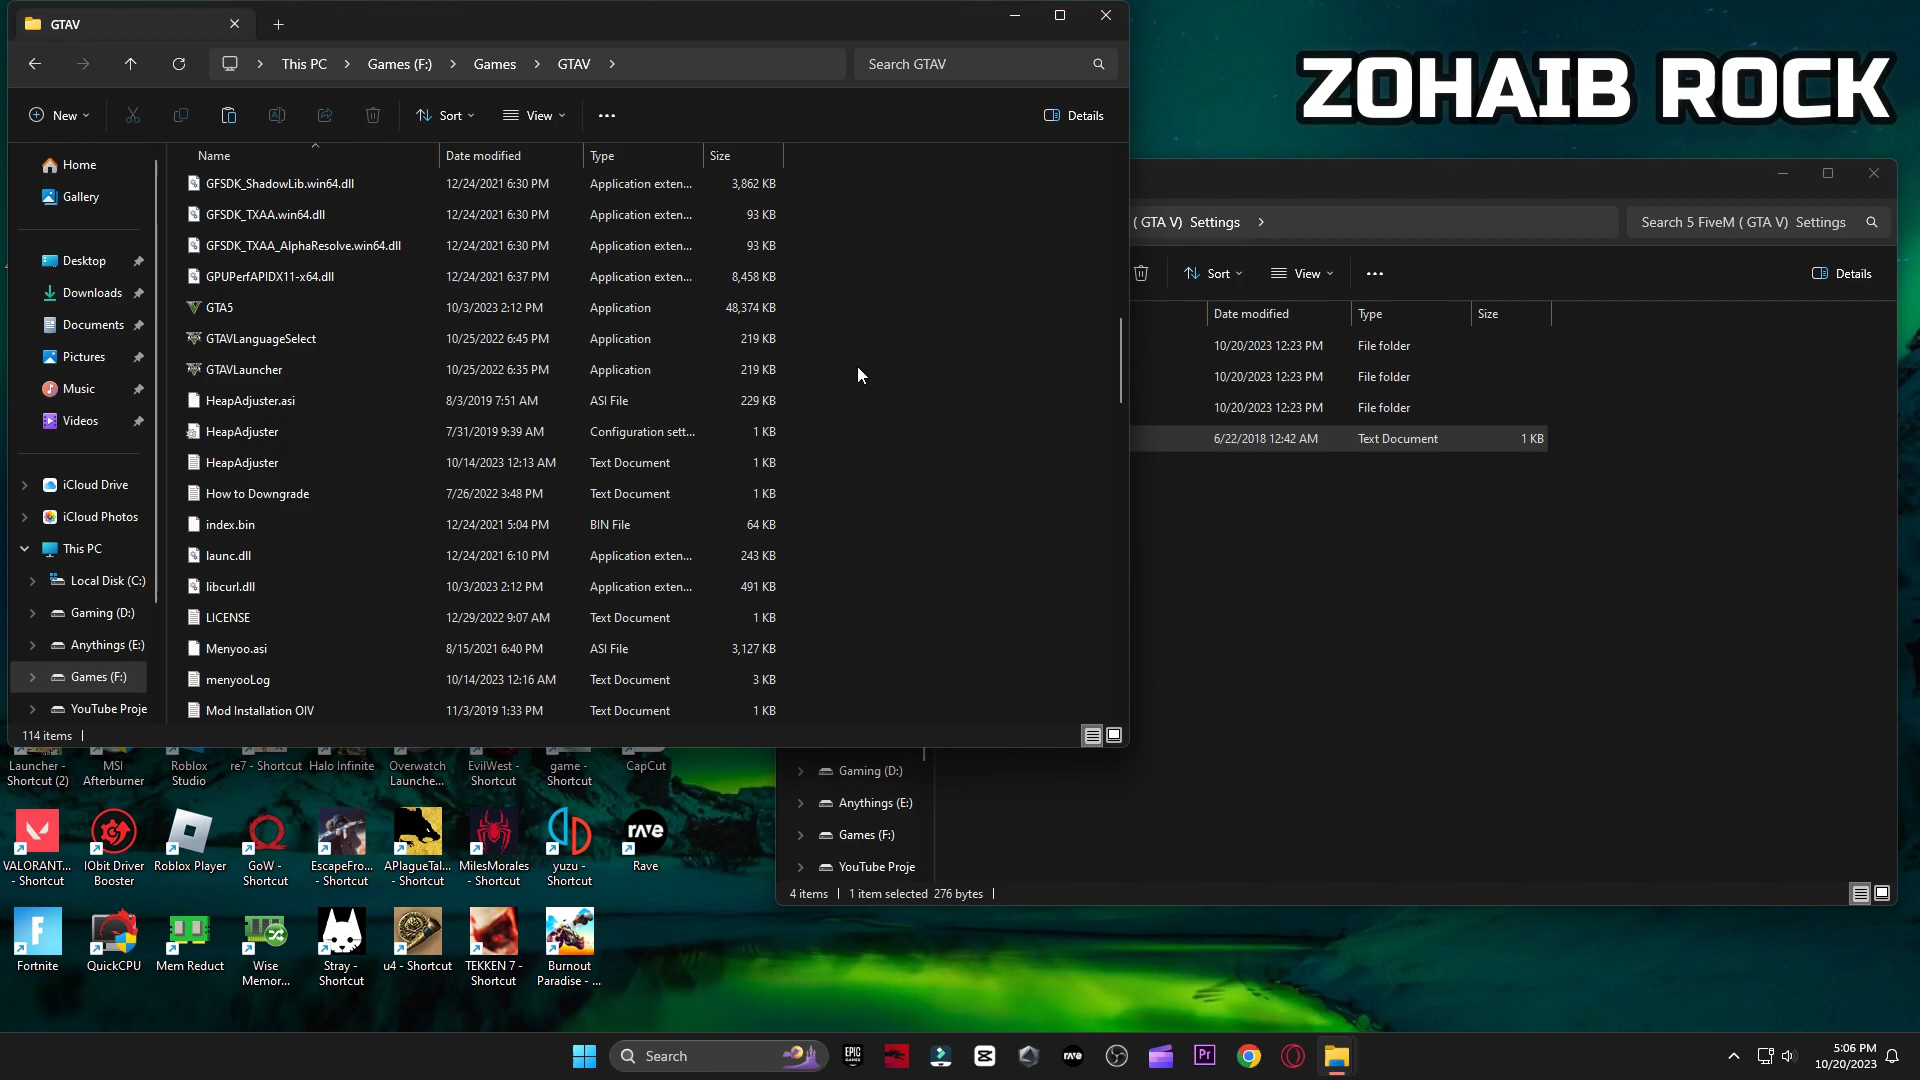 GTAV
ZOHAIB ROCK
This PC
Games (F:)
Games
GTAV
Search GTAV
New
Sort
View
Details
Home
Gallery
Desktop
Downloads
Documents
Pictures
Music
Videos
iCloud Drive
iCloud Photos
This PC
Local Disk (C:)
Gaming (D:)
Anythings (E:)
Games (F:)
YouTube Proje
Name Date modified Type Size
GFSDK_ShadowLib.win64.dll 12/24/2021 6:30 PM Application exten... 3,862 KB
GFSDK_TXAA.win64.dll 12/24/2021 6:30 PM Application exten... 93 KB
GFSDK_TXAA_AlphaResolve.win64.dll 12/24/2021 6:30 PM Application exten... 93 KB
GPUPerfAPIDX11-x64.dll 12/24/2021 6:37 PM Application exten... 8,458 KB
GTA5 10/3/2023 2:12 PM Application 48,374 KB
GTAVLanguageSelect 10/25/2022 6:45 PM Application 219 KB
GTAVLauncher 10/25/2022 6:35 PM Application 219 KB
HeapAdjuster.asi 8/3/2019 7:51 AM ASI File 229 KB
HeapAdjuster 7/31/2019 9:39 AM Configuration sett... 1 KB
HeapAdjuster 10/14/2023 12:13 AM Text Document 1 KB
How to Downgrade 7/26/2022 3:48 PM Text Document 1 KB
index.bin 12/24/2021 5:04 PM BIN File 64 KB
launc.dll 12/24/2021 6:10 PM Application exten... 243 KB
libcurl.dll 10/3/2023 2:12 PM Application exten... 491 KB
LICENSE 12/29/2022 9:07 AM Text Document 1 KB
Menyoo.asi 8/15/2021 6:40 PM ASI File 3,127 KB
menyooLog 10/14/2023 12:16 AM Text Document 3 KB
Mod Installation OIV 11/3/2019 1:33 PM Text Document 1 KB
114 items
( GTA V) Settings
Search 5 FiveM ( GTA V) Settings
Sort
View
Details
Date modified Type Size
10/20/2023 12:23 PM File folder
10/20/2023 12:23 PM File folder
10/20/2023 12:23 PM File folder
6/22/2018 12:42 AM Text Document 1 KB
Gaming (D:)
Anythings (E:)
Games (F:)
YouTube Proje
4 items 1 item selected 276 bytes
Launcher - Shortcut (2)
MSI Afterburner
Roblox Studio
re7 - Shortcut
Halo Infinite
Overwatch Launche...
EvilWest - Shortcut
game - Shortcut
CapCut
VALORANT... - Shortcut
IObit Driver Booster
Roblox Player
GoW - Shortcut
EscapeFro... - Shortcut
APlagueTal... - Shortcut
MilesMorales - Shortcut
yuzu - Shortcut
rave
Rave
Fortnite
QuickCPU
Mem Reduct
Wise Memor...
Stray - Shortcut
u4 - Shortcut
TEKKEN 7 - Shortcut
Burnout Paradise - ...
Search
EPIC GAMES
rave
Pr
5:06 PM
10/20/2023